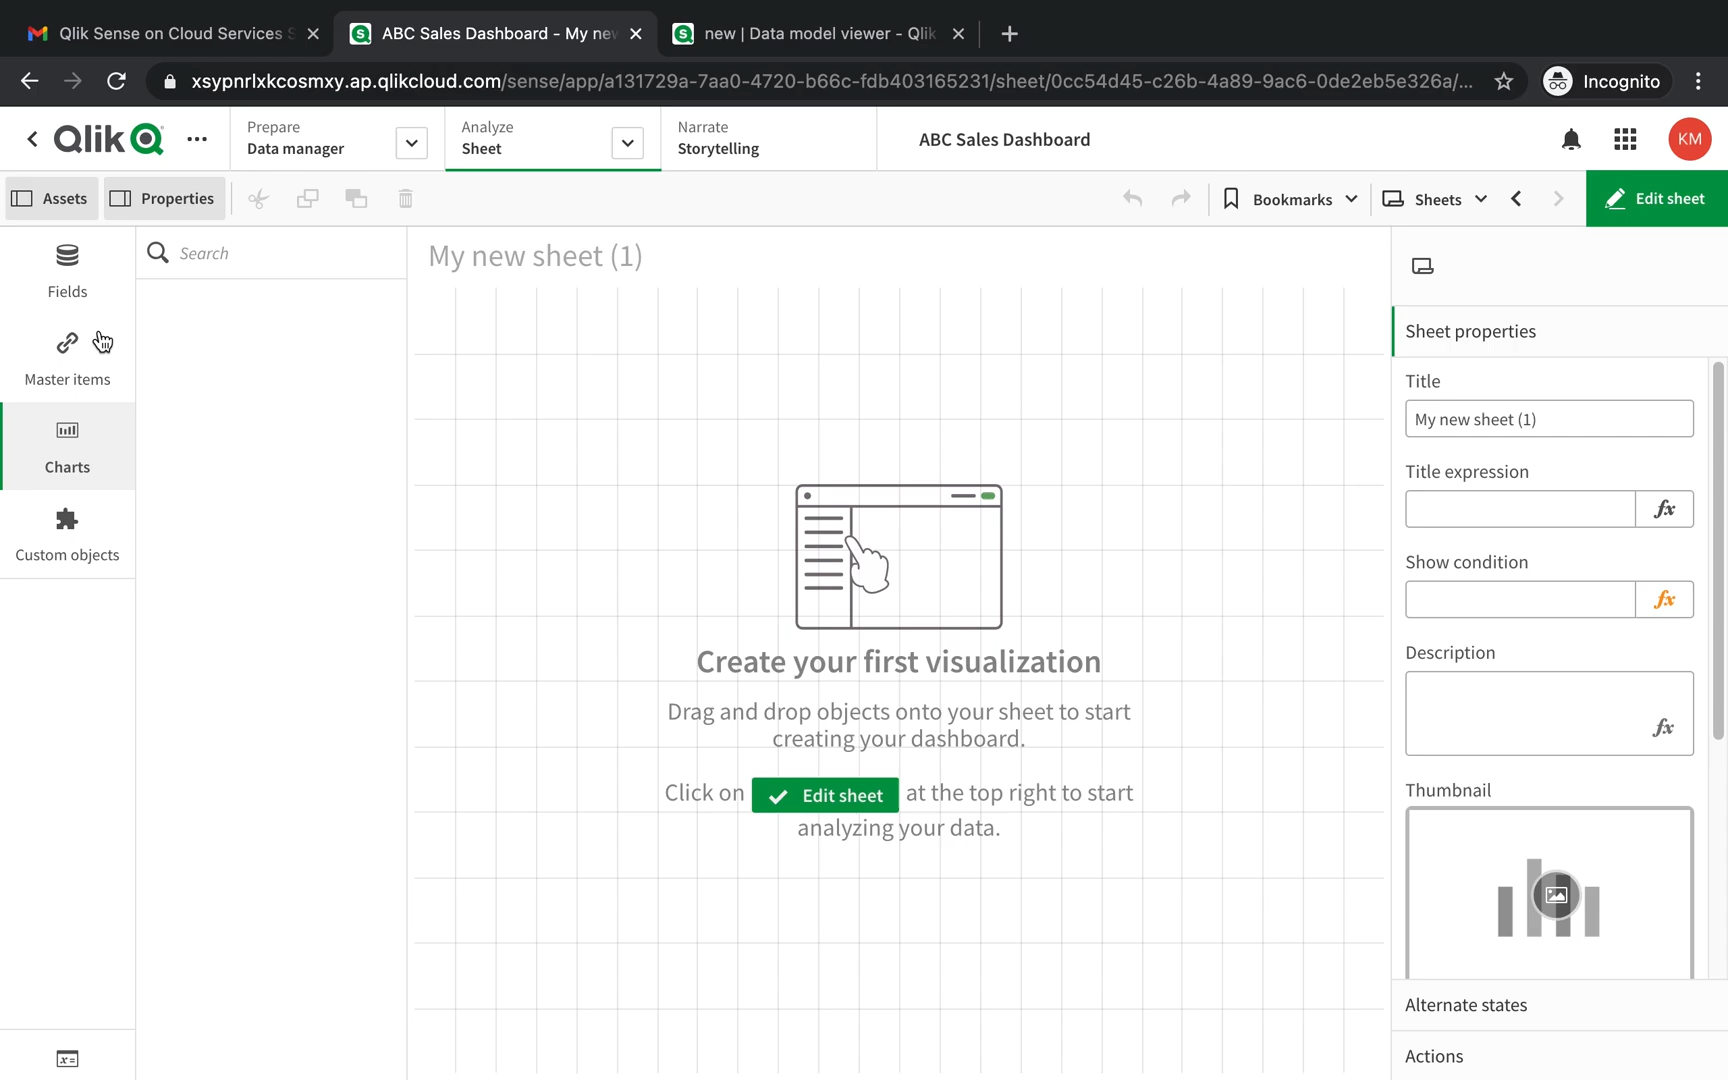 Qlik Sense on Cloud Services S
ABC Sales Dashboard - My new
new | Data model viewer - Qlik
xsypnrlxkcosmxy.ap.qlikcloud.com/sense/app/a131729a-7aa0-4720-b66c-fdb403165231/sheet/0cc54d45-c26b-4a89-9ac6-0de2eb5e326a/...
Incognito
Qlik
Prepare
Data manager
Analyze
Sheet
Narrate
Storytelling
ABC Sales Dashboard
KM
Assets
Properties
Bookmarks
Sheets
Edit sheet
Fields
Master items
Charts
Custom objects
x=
Search
My new sheet (1)
Create your first visualization
Drag and drop objects onto your sheet to start
creating your dashboard.
Click on Edit sheet at the top right to start
analyzing your data.
Sheet properties
Title
My new sheet (1)
Title expression
fx
Show condition
fx
Description
fx
Thumbnail
Alternate states
Actions